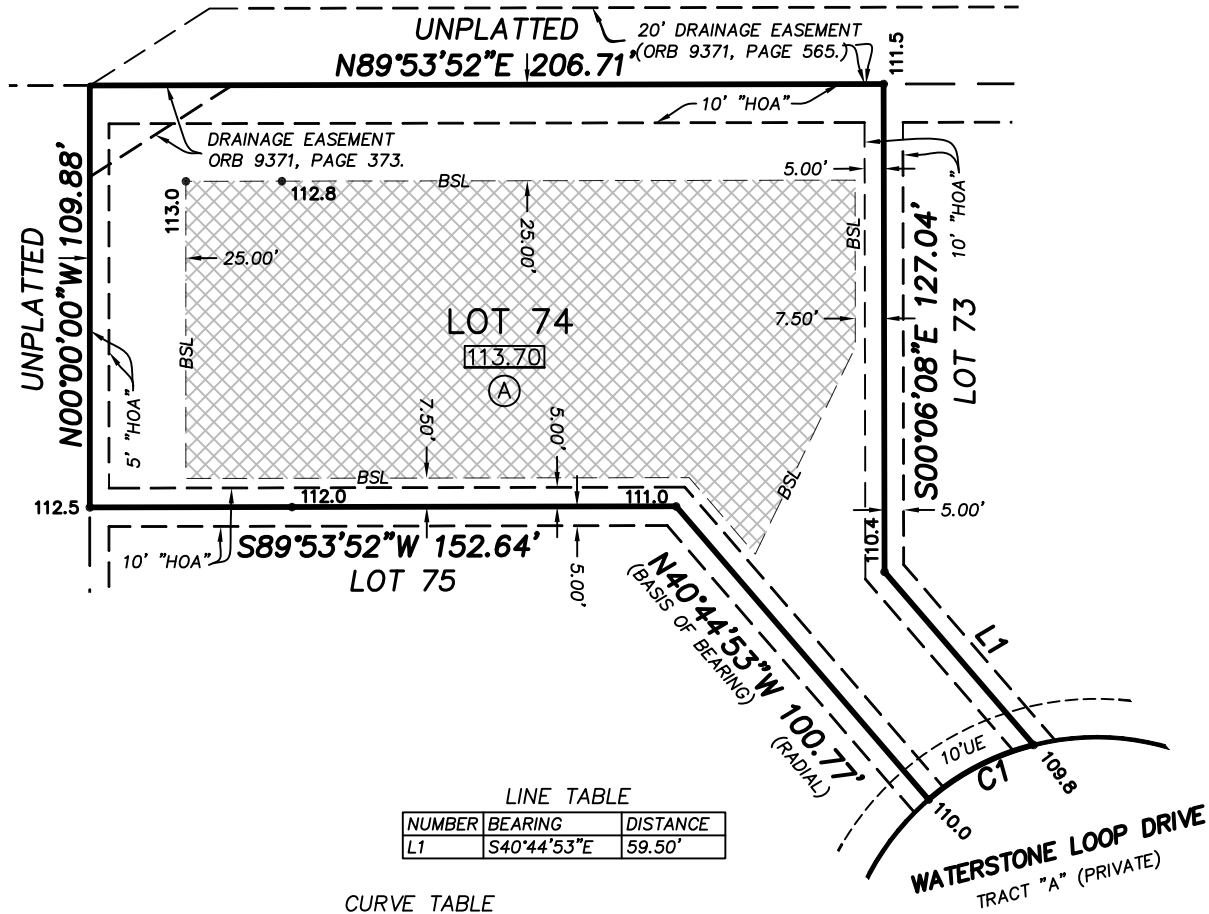 UNPLATTED
20' DRAINAGE EASEMENT
(ORB 9371, PAGE 565.)
N89°53'52"E 206.71'
111.5
10' "HOA"
DRAINAGE EASEMENT
ORB 9371, PAGE 373.
5.00'
10' "HOA"
113.0
112.8
BSL
25.00'
25.00'
BSL
UNPLATTED
N00°00'00"W 109.88'
LOT 74
113.70
A
7.50'
S00°06'08"E 127.04'
LOT 73
BSL
5' "HOA"
7.50'
5.00'
BSL
BSL
112.5
112.0
111.0
110.4
5.00'
10' "HOA"
S89°53'52"W 152.64'
LOT 75
5.00'
N40°44'53"W 100.77'
(BASIS OF BEARING)
(RADIAL)
L1
10'UE
C1
109.8
110.0
WATERSTONE LOOP DRIVE
TRACT "A" (PRIVATE)
LINE TABLE
NUMBER BEARING DISTANCE
L1 S40°44'53"E 59.50'
CURVE TABLE